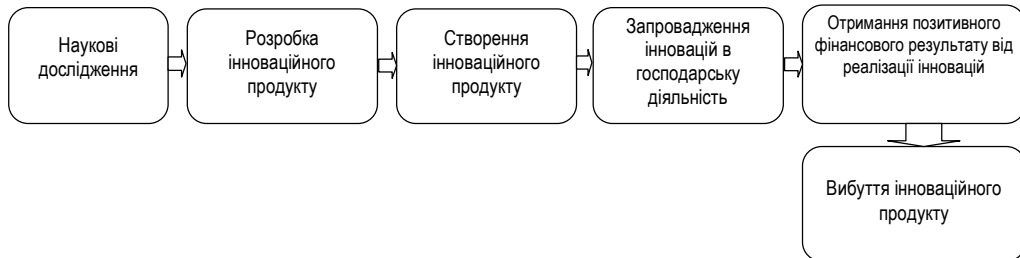 Наукові
дослідження
Розробка
інноваційного
продукту
Створення
інноваційного
продукту
Запровадження
інновацій в
господарську
діяльність
Отримання позитивного
фінансового результату від
реалізації інновацій
Вибуття інноваційного
продукту